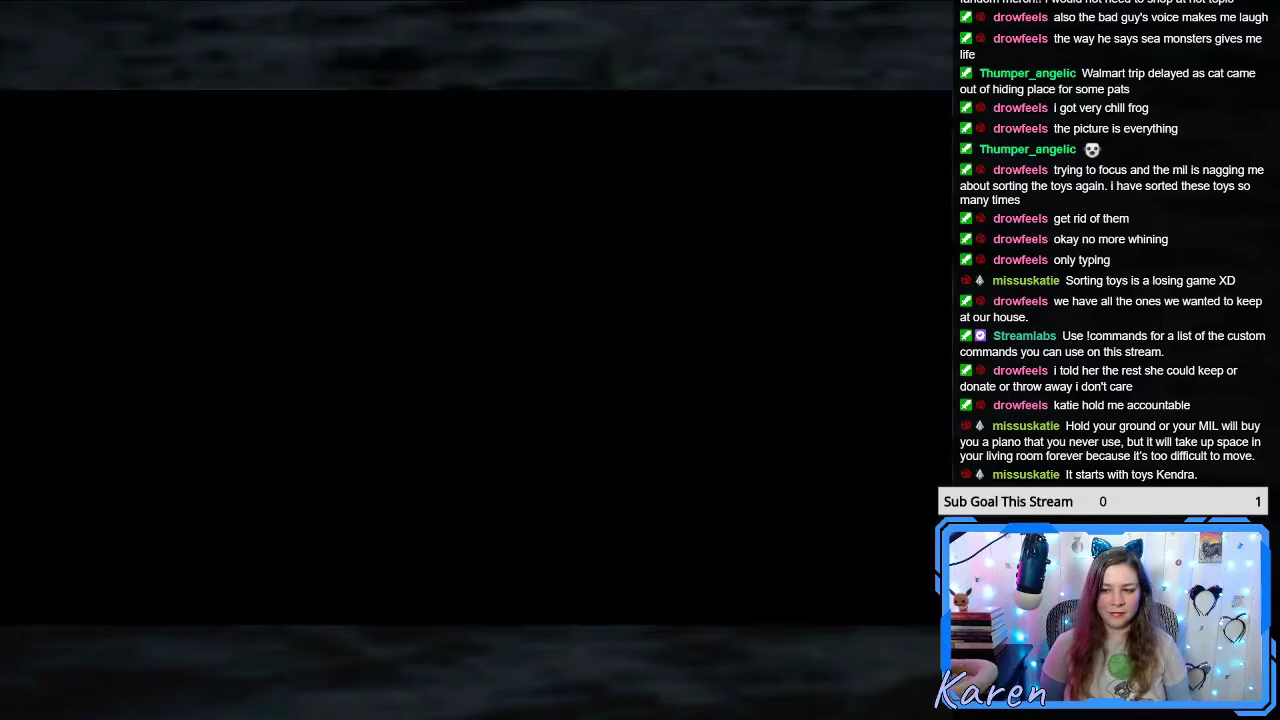 drowfeels also the bad guy's voice makes me laugh
drowfeels the way he says sea monsters gives me
life
Thumper_angelic Walmart trip delayed as cat came
out of hiding place for some pats
drowfeels i got very chill frog
drowfeels the picture is everything
Thumper_angelic
drowfeels trying to focus and the mil is nagging me
about sorting the toys again. i have sorted these toys so
many times
drowfeels get rid of them
drowfeels okay no more whining
drowfeels only typing
missuskatie Sorting toys is a losing game XD
drowfeels we have all the ones we wanted to keep
at our house.
Streamlabs Use !commands for a list of the custom
commands you can use on this stream.
drowfeels i told her the rest she could keep or
donate or throw away i don't care
drowfeels katie hold me accountable
missuskatie Hold your ground or your MIL will buy
you a piano that you never use, but it will take up space in
your living room forever because it's too difficult to move.
missuskatie It starts with toys Kendra.
Sub Goal This Stream 0 1
Karen